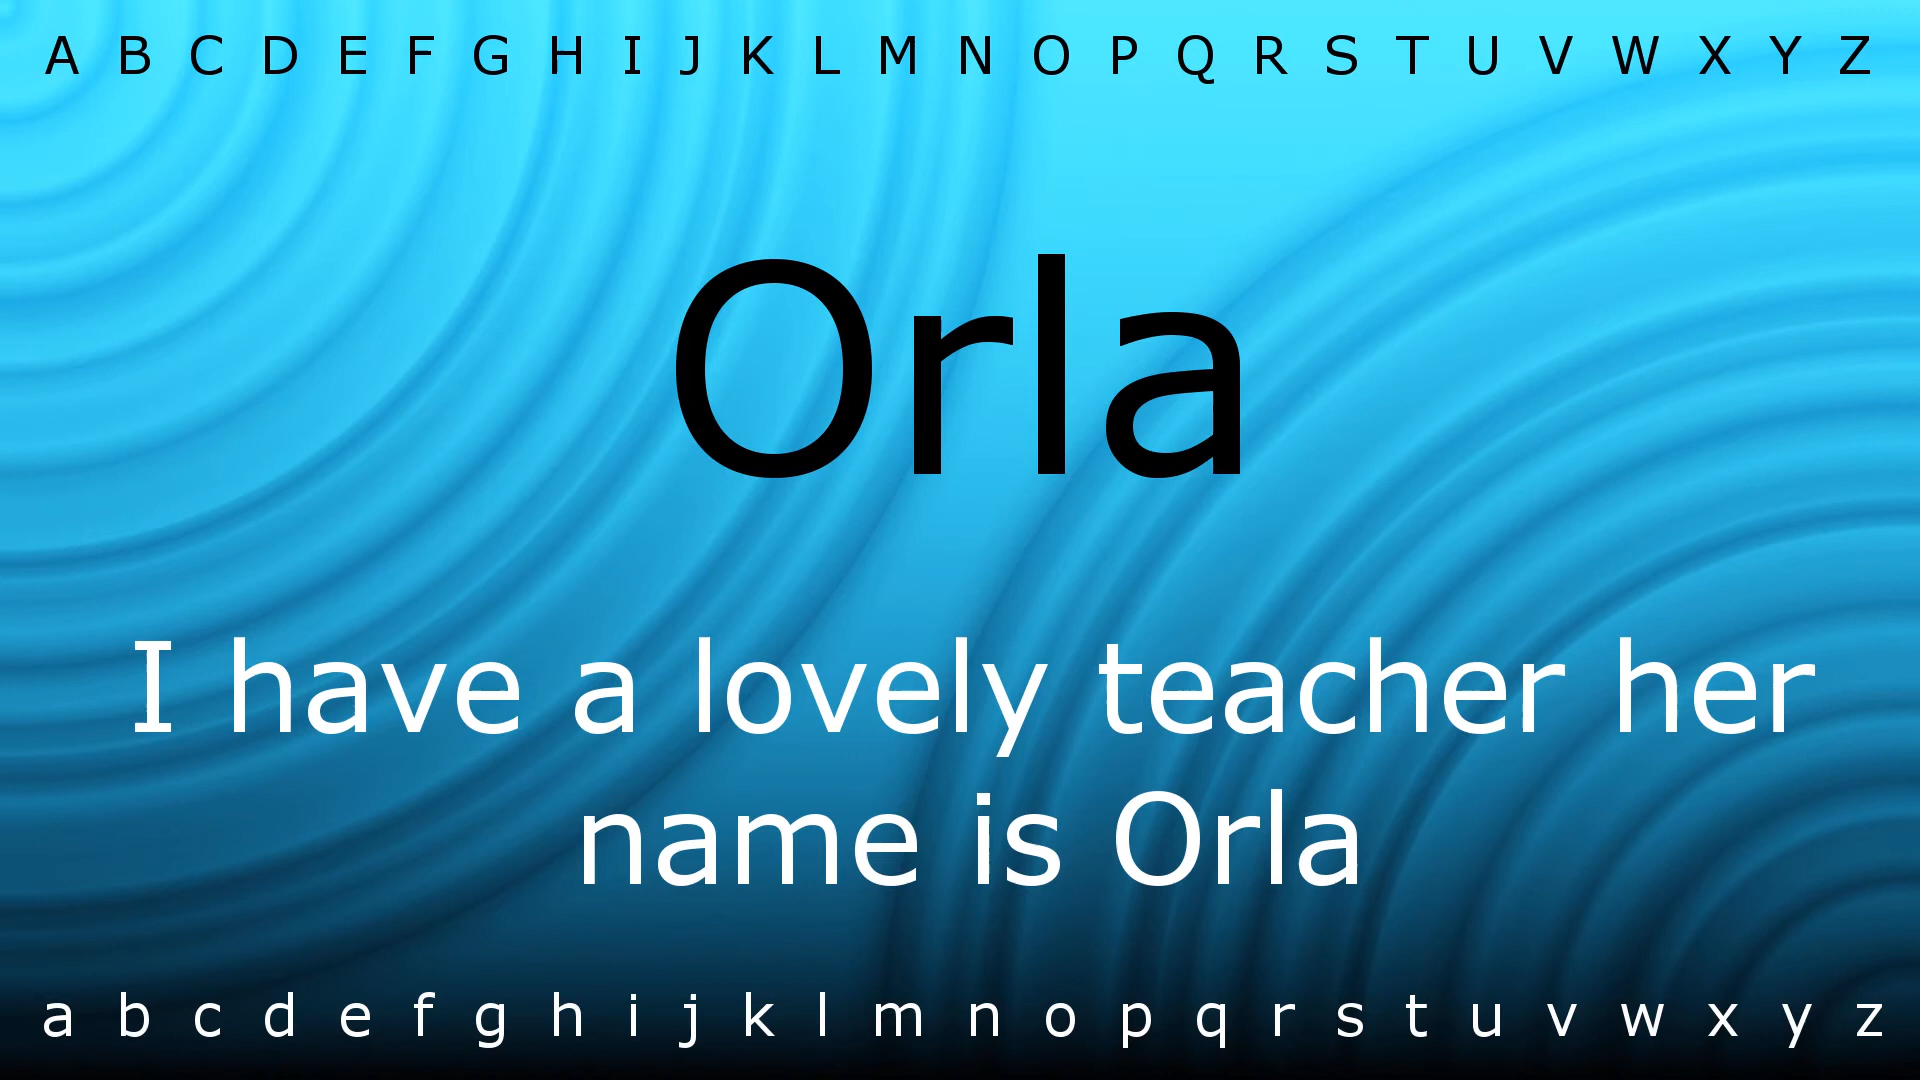 A B C D E F G H I J K L M N O P Q R S T U V W X Y Z
Orla
I have a lovely teacher her
name is Orla
a b c d e f g h i j k l m n o p q r s t u v w x y z